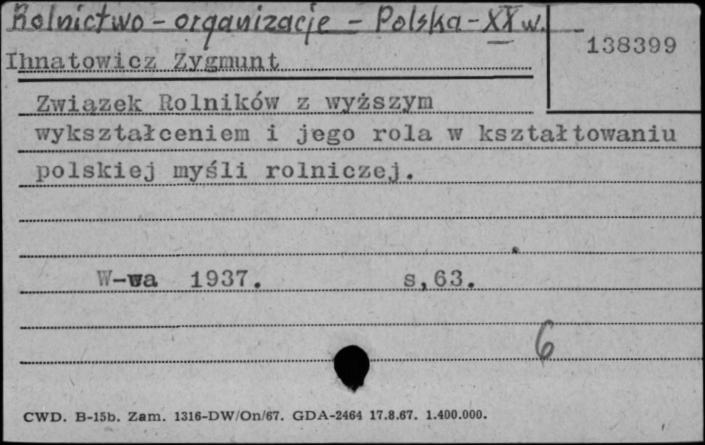 Rolnictwo - organizacje - Polska - XX w.
138399
Ihnatowicz Zygmunt
Związek Rolników z wyższym
wykształceniem i jego rola w kształtowaniu
polskiej myśli rolniczej.
W-wa 1937. s,63.
6
CWD. B-15b. Zam. 1316-DW/On/67. GDA-2464 17.8.67. 1.400.000.